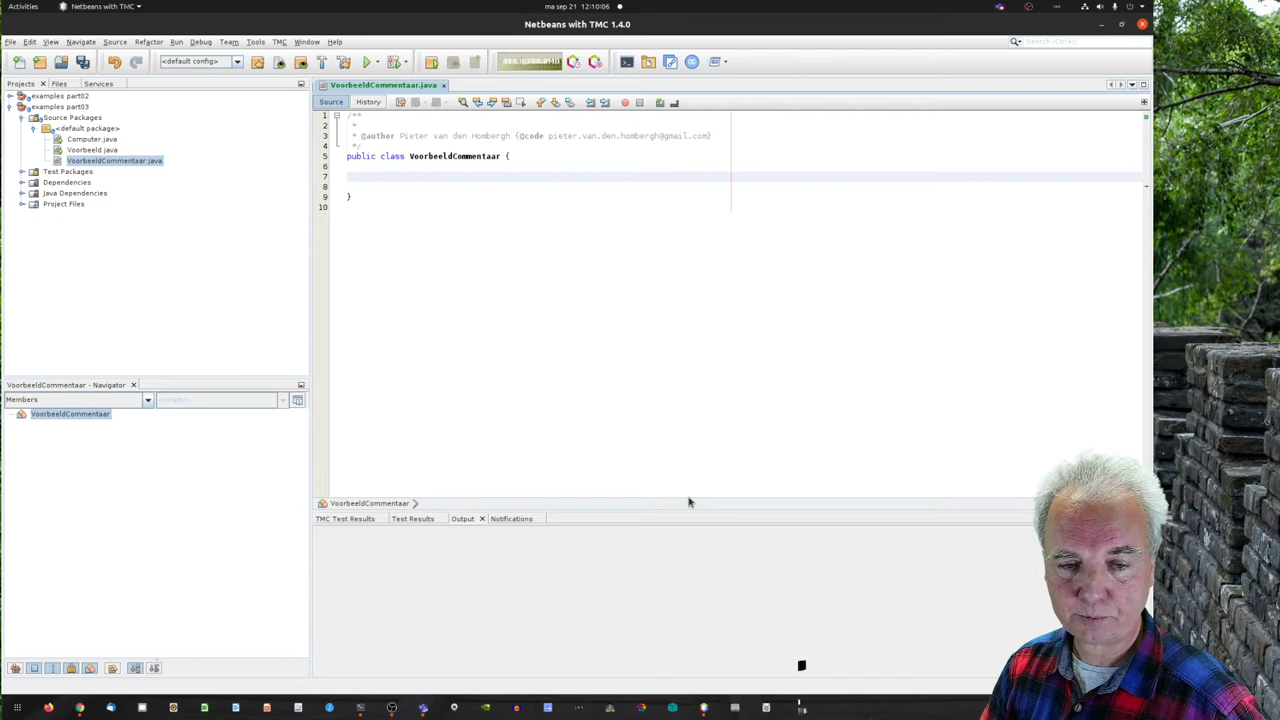 Activities
Netbeans with TMC ▾
ma sep 21 12:10:06
Netbeans with TMC 1.4.0
File Edit View Navigate Source Refactor Run Debug Team Tools TMC Window Help
Search (Ctrl+I)
<default config>
Projects Files Services
examples part02
examples part03
Source Packages
<default package>
Computer.java
Voorbeeld.java
VoorbeeldCommentaar.java
Test Packages
Dependencies
Java Dependencies
Project Files
VoorbeeldCommentaar - Navigator
Members
<empty>
VoorbeeldCommentaar
VoorbeeldCommentaar.java
Source History
1 /**
2 *
3 * @author Pieter van den Hombergh {@code pieter.van.den.hombergh@gmail.com}
4 */
5 public class VoorbeeldCommentaar {
6
7
8
9 }
10
VoorbeeldCommentaar
TMC Test Results Test Results Output Notifications